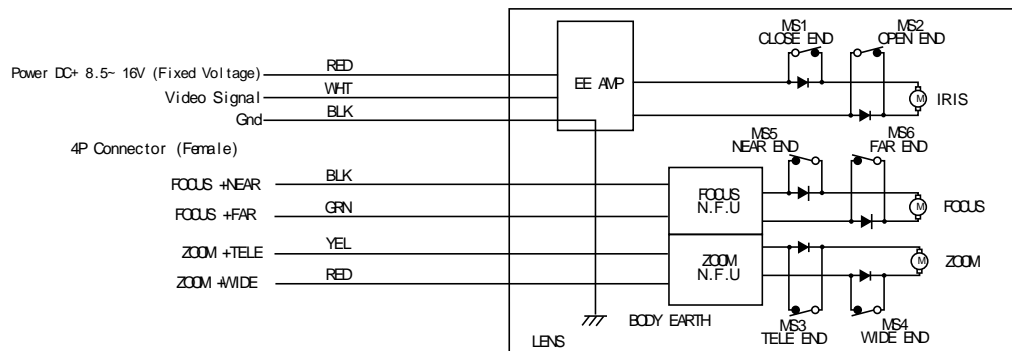 MS1
CLOSE END
MS2
OPEN END
Power DC+ 8.5~ 16V (Fixed Voltage)
RED
Video Signal
WHT
Gnd
BLK
EE AMP
M
IRIS
4P Connector (Female)
MS5
NEAR END
MS6
FAR END
FOCUS +NEAR
BLK
FOCUS +FAR
GRN
FOCUS
N.F.U
M
FOCUS
ZOOM +TELE
YEL
ZOOM +WIDE
RED
ZOOM
N.F.U
M
ZOOM
BODY EARTH
MS3
TELE END
MS4
WIDE END
LENS